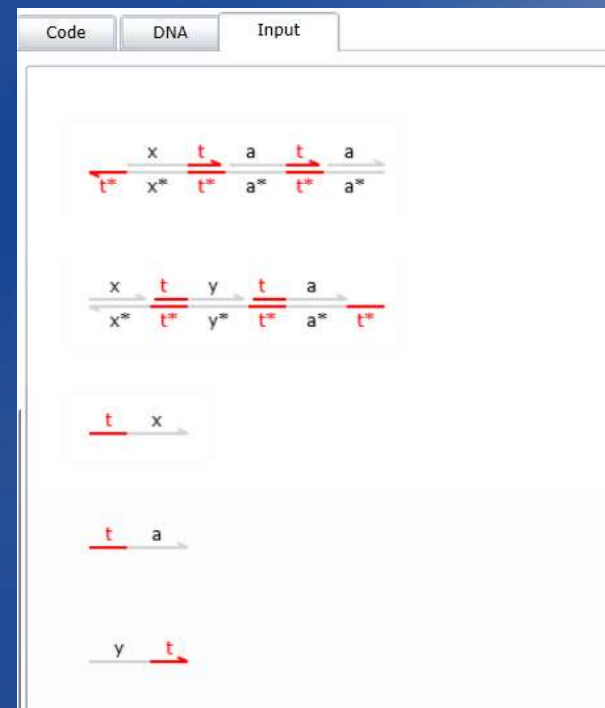 Code DNA Input
x t a t a
t* x* t* a* t* a*
x t y t a
x* t* y* t* a* t*
t x
t a
y t